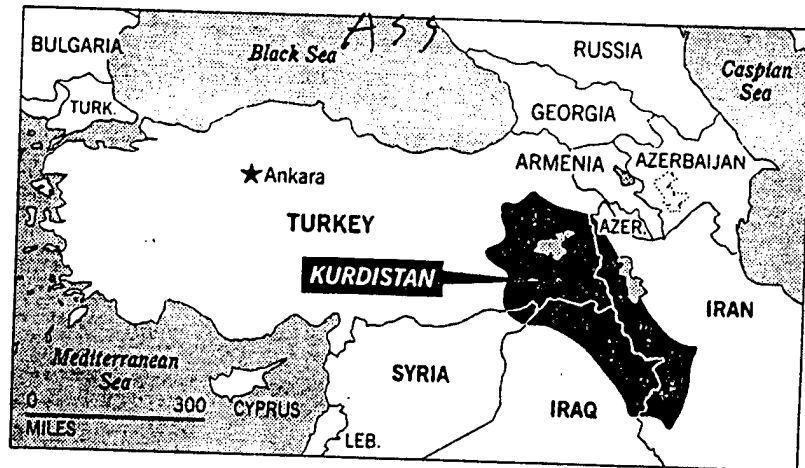 Ass
BULGARIA
Black Sea
RUSSIA
Caspian
Sea
TURK.
GEORGIA
ARMENIA
AZERBAIJAN
★Ankara
TURKEY
AZER.
KURDISTAN
IRAN
Mediterranean
Sea
SYRIA
IRAQ
0 300
MILES
CYPRUS
LEB.